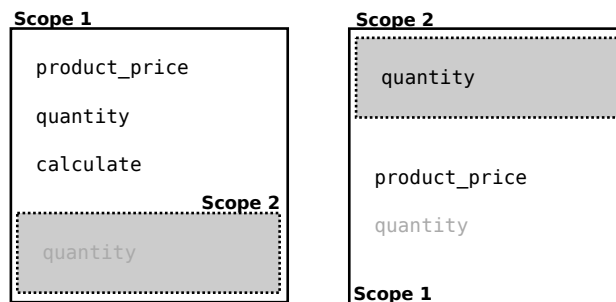 Scope 1
product_price
quantity
calculate
Scope 2
quantity
Scope 2
quantity
product_price
quantity
Scope 1